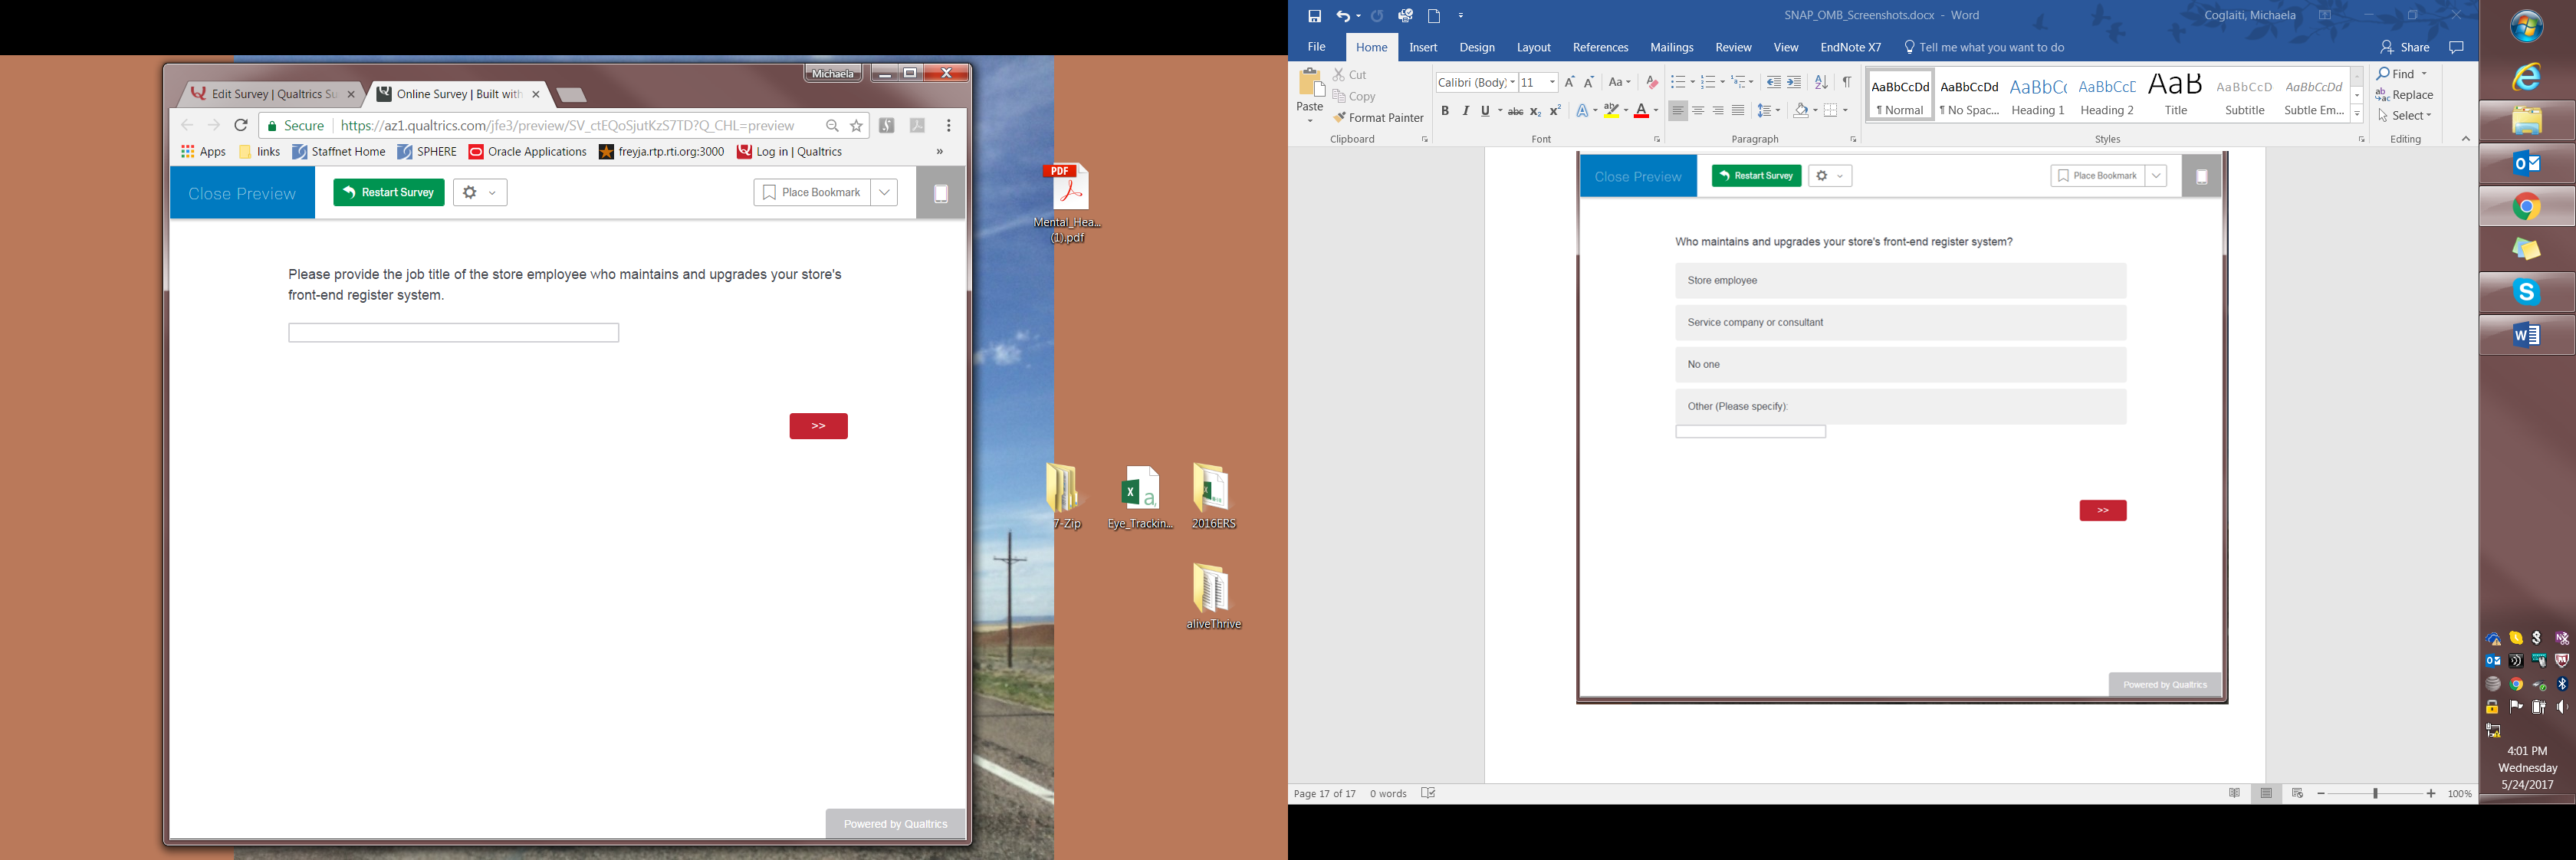 Michaela
Edit Survey | Qualtrics Su
Online Survey | Built with
Secure
https://az1.qualtrics.com/jfe3/preview/SV_ctEQoSjutKzS7TD?Q_CHL=preview
Apps
links
Staffnet Home
SPHERE
Oracle Applications
freyja.rtp.rti.org:3000
Log in | Qualtrics
»
Close Preview
Restart Survey
Place Bookmark
Please provide the job title of the store employee who maintains and upgrades your store's
front-end register system.
>>
Powered by Qualtrics
PDF
Mental_Hea...
(1).pdf
7-Zip
Eye_Trackin...
2016ERS
aliveThrive
SNAP_OMB_Screenshots.docx - Word
Coglaiti, Michaela
File
Home
Insert
Design
Layout
References
Mailings
Review
View
EndNote X7
Tell me what you want to do
Share
Paste
Cut
Copy
Format Painter
Clipboard
Calibri (Body)
11
Aa
B I U abc x₂ x²
Font
Paragraph
AaBbCcDd
¶ Normal
AaBbCcDd
¶ No Spac...
AaBbCc
Heading 1
AaBbCcD
Heading 2
AaB
Title
AaBbCcD
Subtitle
AaBbCcDd
Subtle Em...
Styles
Find
Replace
Select
Editing
Close Preview
Restart Survey
Place Bookmark
Who maintains and upgrades your store's front-end register system?
Store employee
Service company or consultant
No one
Other (Please specify):
>>
Powered by Qualtrics
Page 17 of 17
0 words
100%
4:01 PM
Wednesday
5/24/2017